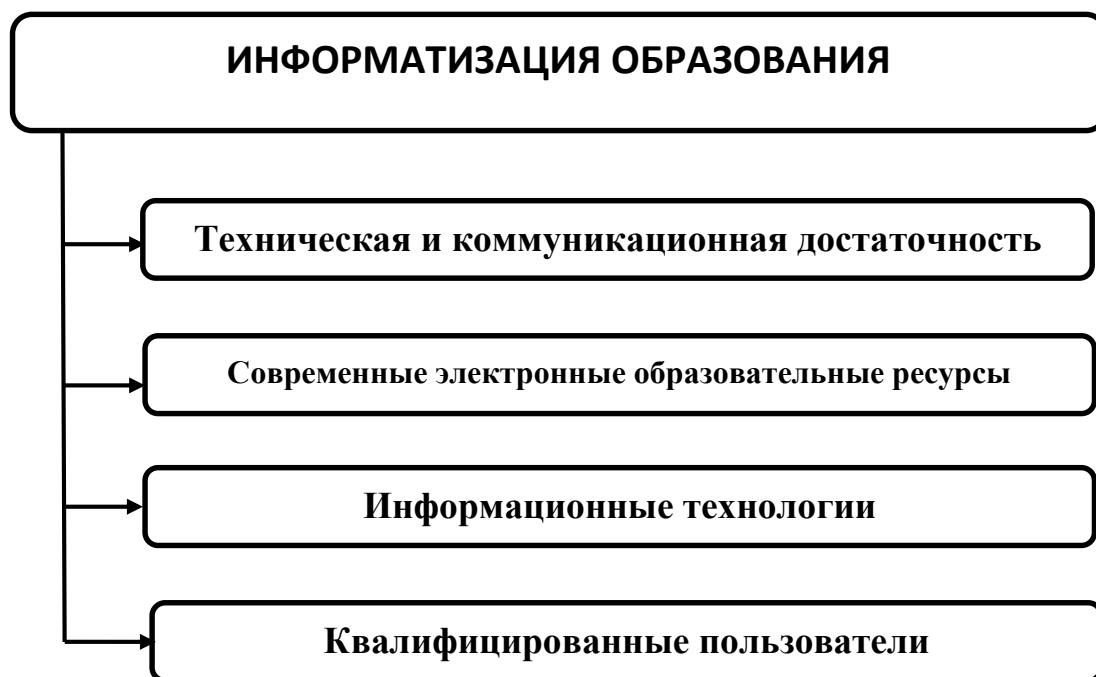 ИНФОРМАТИЗАЦИЯ ОБРАЗОВАНИЯ
Техническая и коммуникационная достаточность
Современные электронные образовательные ресурсы
Информационные технологии
Квалифицированные пользователи